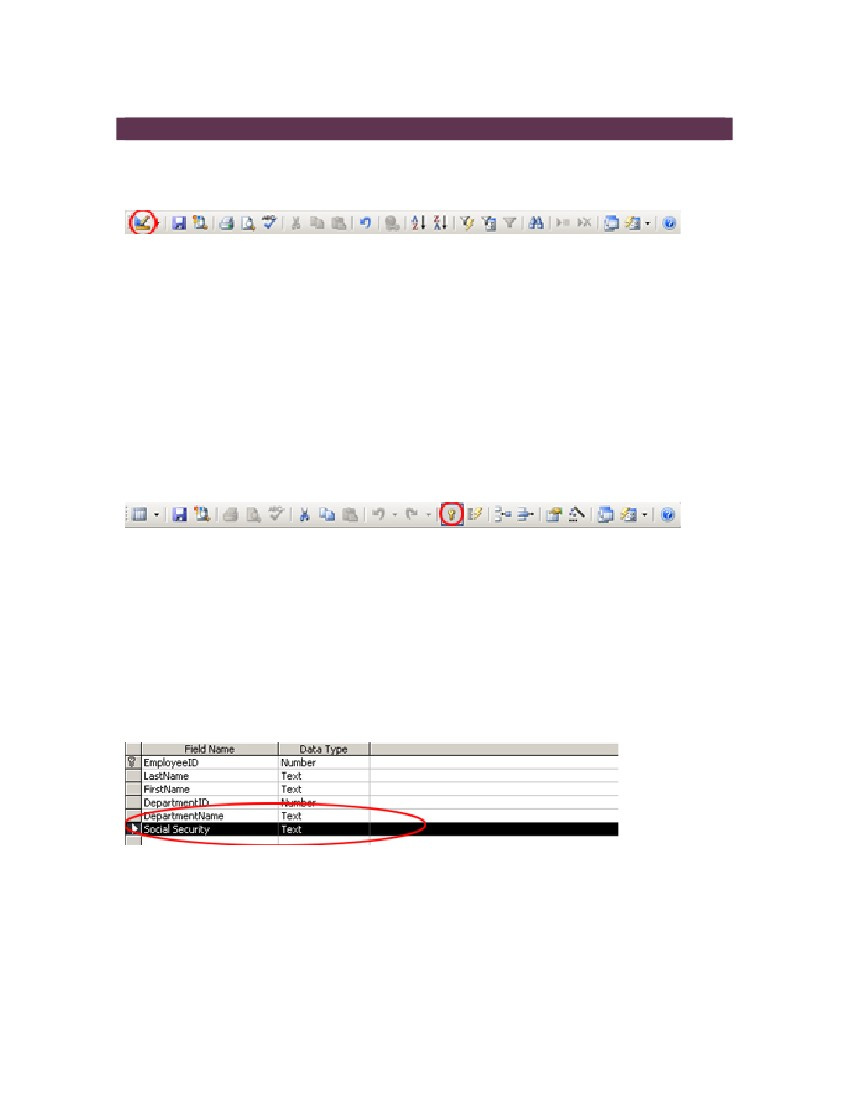 Field Name Data Type
EmployeeID Number
LastName Text
FirstName Text
DepartmentID Number
DepartmentName Text
Social Security Text